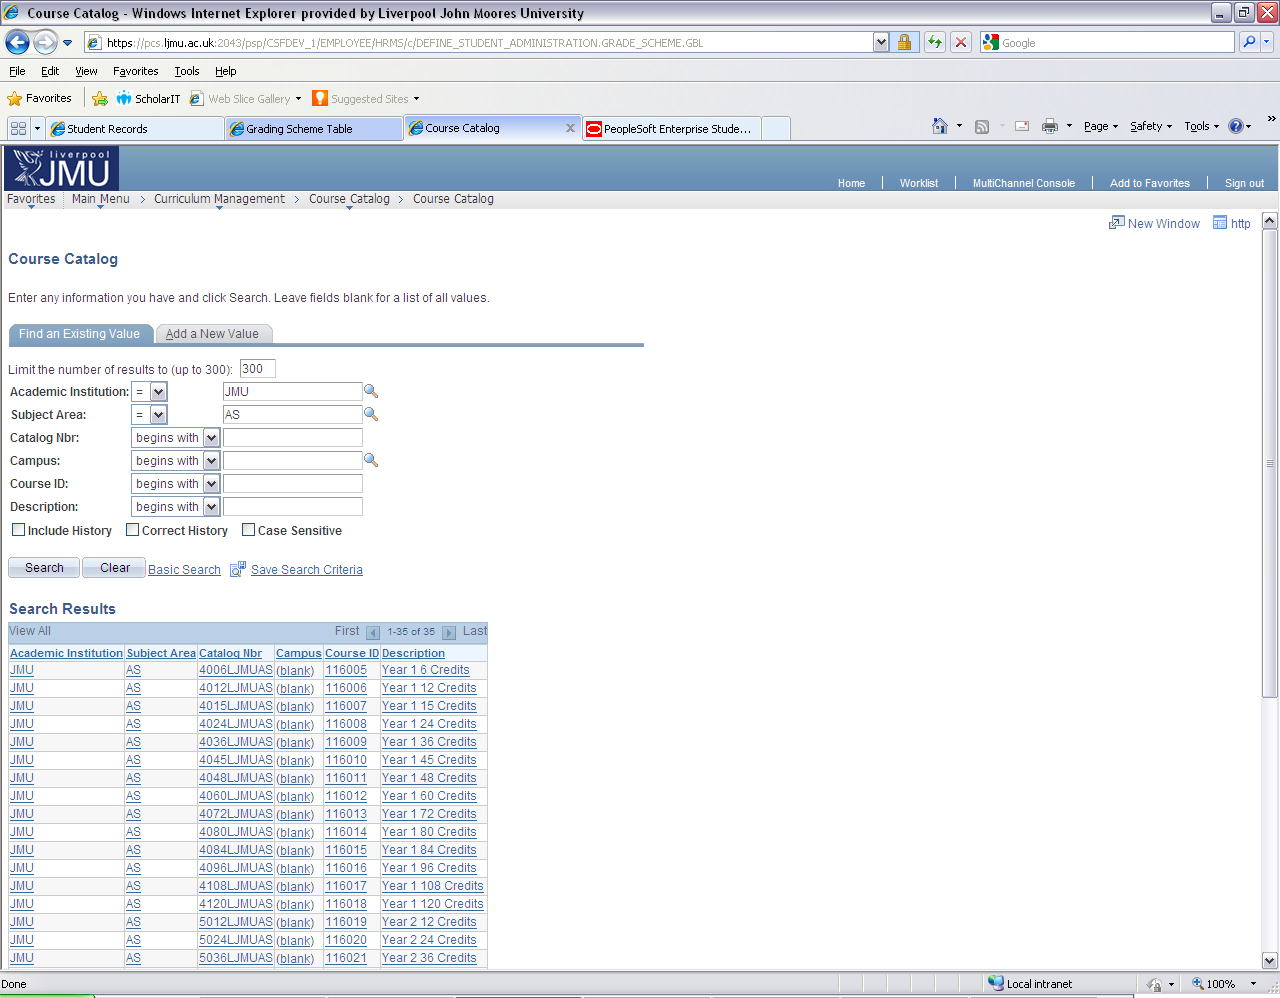 Course Catalog - Windows Internet Explorer provided by Liverpool John Moores University
https://pcs.ljmu.ac.uk:2043/psp/CSFDEV_1/EMPLOYEE/HRMS/c/DEFINE_STUDENT_ADMINISTRATION.GRADE_SCHEME.GBL
Google
File Edit View Favorites Tools Help
Favorites ScholarIT Web Slice Gallery Suggested Sites
Student Records Grading Scheme Table Course Catalog PeopleSoft Enterprise Stude... Page Safety Tools
liverpool
JMU
Home Worklist MultiChannel Console Add to Favorites Sign out
Favorites Main Menu > Curriculum Management > Course Catalog > Course Catalog
New Window http
Course Catalog
Enter any information you have and click Search. Leave fields blank for a list of all values.
Find an Existing Value Add a New Value
Limit the number of results to (up to 300): 300
Academic Institution: = JMU
Subject Area: = AS
Catalog Nbr: begins with
Campus: begins with
Course ID: begins with
Description: begins with
Include History Correct History Case Sensitive
Search Clear Basic Search Save Search Criteria
Search Results
View All First 1-35 of 35 Last
Academic Institution Subject Area Catalog Nbr Campus Course ID Description
JMU AS 4006LJMUAS (blank) 116005 Year 1 6 Credits
JMU AS 4012LJMUAS (blank) 116006 Year 1 12 Credits
JMU AS 4015LJMUAS (blank) 116007 Year 1 15 Credits
JMU AS 4024LJMUAS (blank) 116008 Year 1 24 Credits
JMU AS 4036LJMUAS (blank) 116009 Year 1 36 Credits
JMU AS 4045LJMUAS (blank) 116010 Year 1 45 Credits
JMU AS 4048LJMUAS (blank) 116011 Year 1 48 Credits
JMU AS 4060LJMUAS (blank) 116012 Year 1 60 Credits
JMU AS 4072LJMUAS (blank) 116013 Year 1 72 Credits
JMU AS 4080LJMUAS (blank) 116014 Year 1 80 Credits
JMU AS 4084LJMUAS (blank) 116015 Year 1 84 Credits
JMU AS 4096LJMUAS (blank) 116016 Year 1 96 Credits
JMU AS 4108LJMUAS (blank) 116017 Year 1 108 Credits
JMU AS 4120LJMUAS (blank) 116018 Year 1 120 Credits
JMU AS 5012LJMUAS (blank) 116019 Year 2 12 Credits
JMU AS 5024LJMUAS (blank) 116020 Year 2 24 Credits
JMU AS 5036LJMUAS (blank) 116021 Year 2 36 Credits
Done Local intranet 100%